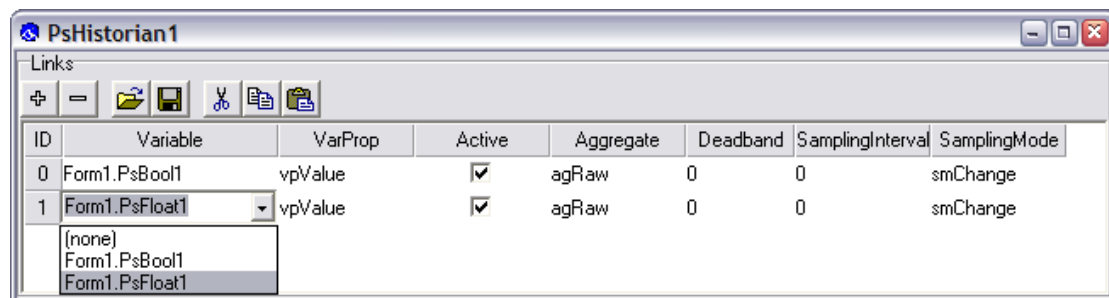 PsHistorian1
Links
ID Variable VarProp Active Aggregate Deadband SamplingInterval SamplingMode
0 Form1.PsBool1 vpValue agRaw 0 0 smChange
1 Form1.PsFloat1 vpValue agRaw 0 0 smChange
(none)
Form1.PsBool1
Form1.PsFloat1